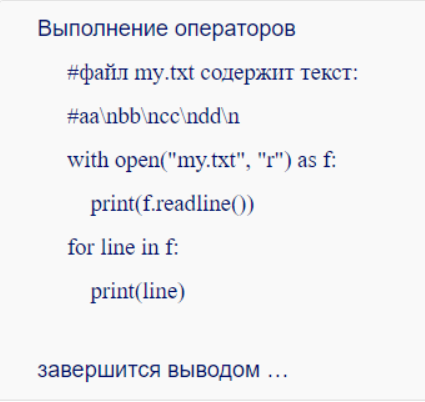 Выполнение операторов
#файл my.txt содержит текст:
#aa\nbb\ncc\ndd\n
with open("my.txt", "r") as f:
print(f.readline())
for line in f:
print(line)
завершится выводом …